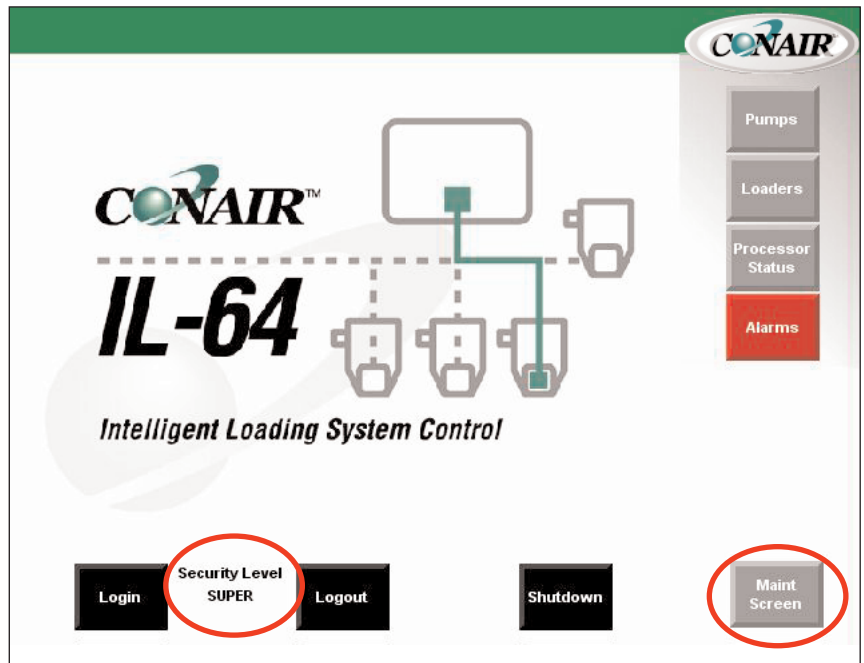 CONAIR
Pumps
Loaders
Processor
Status
Alarms
CONAIR™
IL-64
Intelligent Loading System Control
Login
Security Level
SUPER
Logout
Shutdown
Maint
Screen